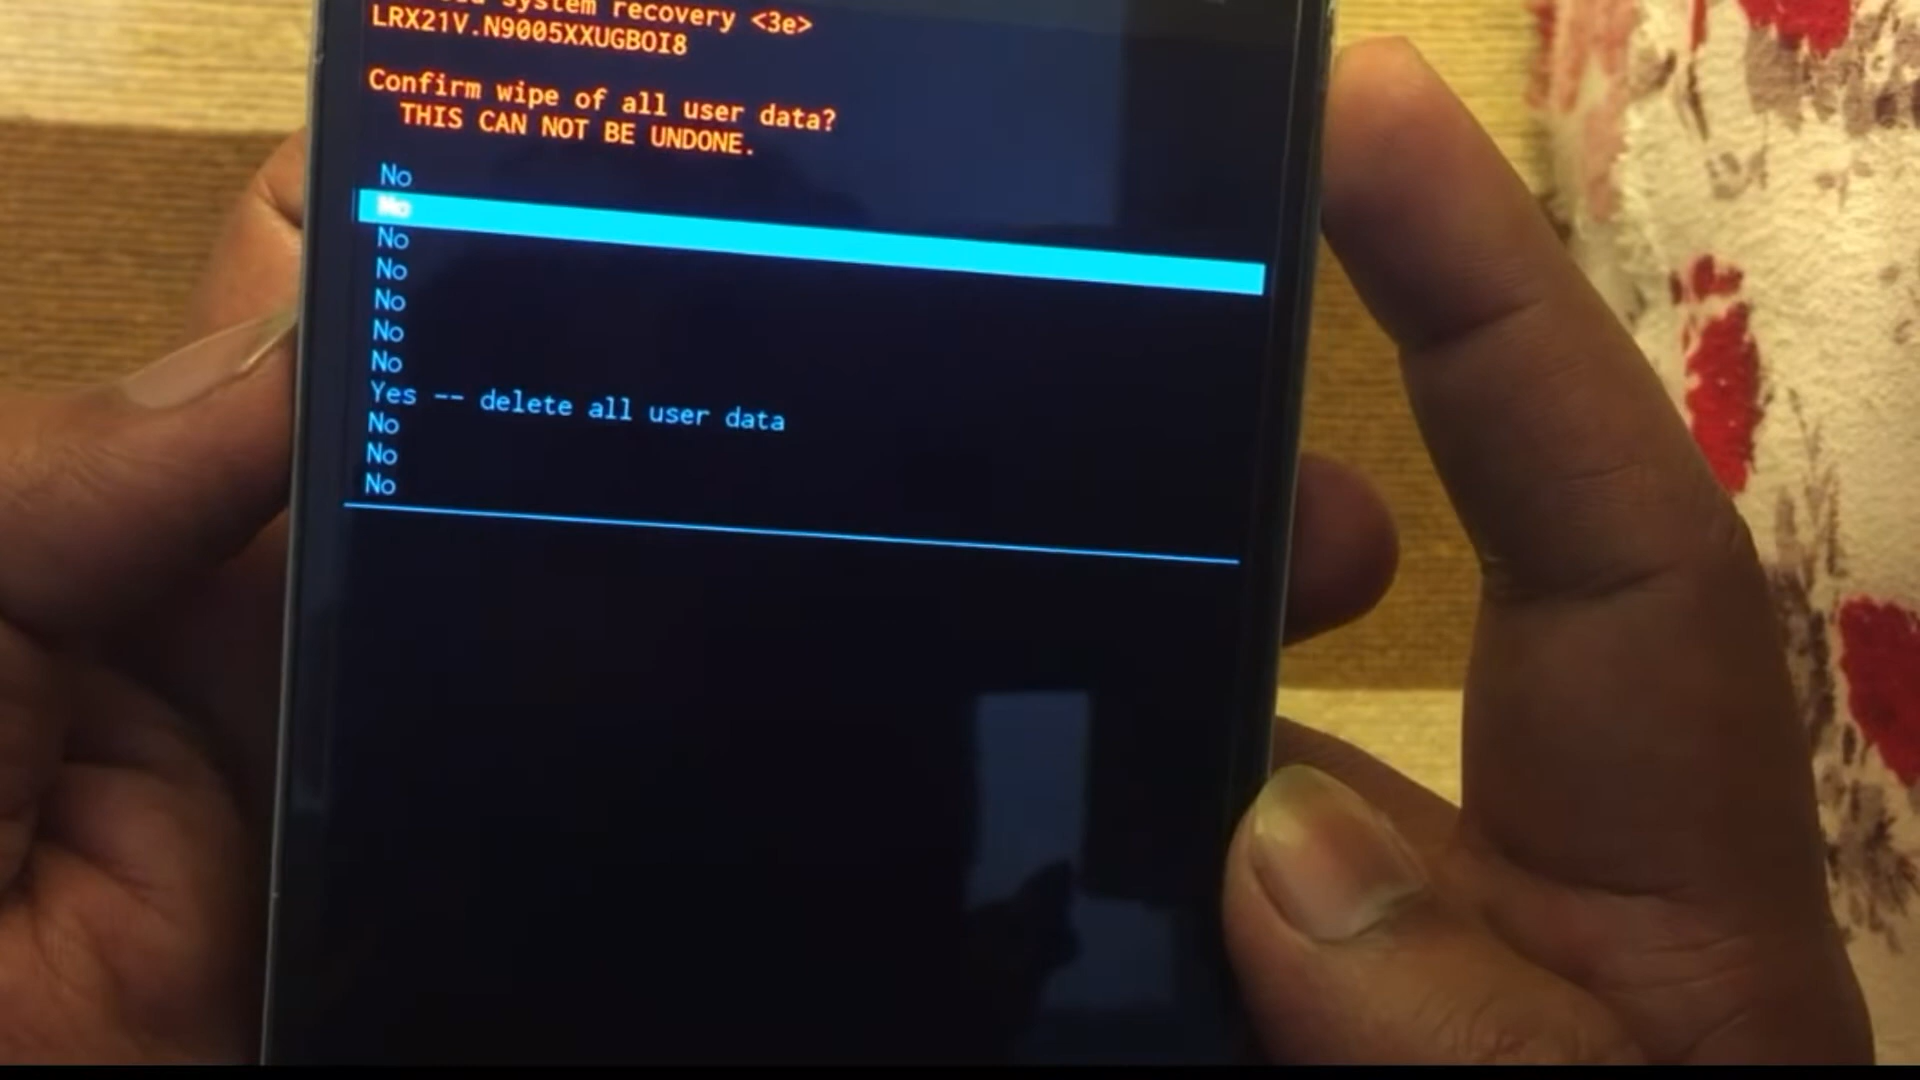 system recovery <3e>
LRX21V.N9005XXUGBOI8
Confirm wipe of all user data?
THIS CAN NOT BE UNDONE.
No
No
No
No
No
No
No
Yes -- delete all user data
No
No
No